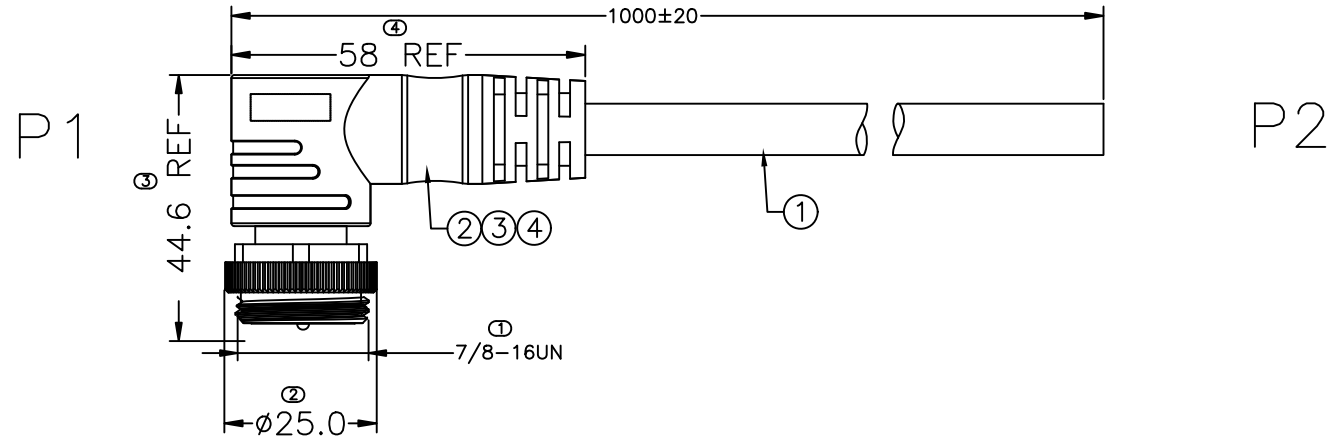 1000±20
④
58 REF
P1
P2
③
44.6 REF
①
②③④
①
7/8-16UN
②
ø25.0